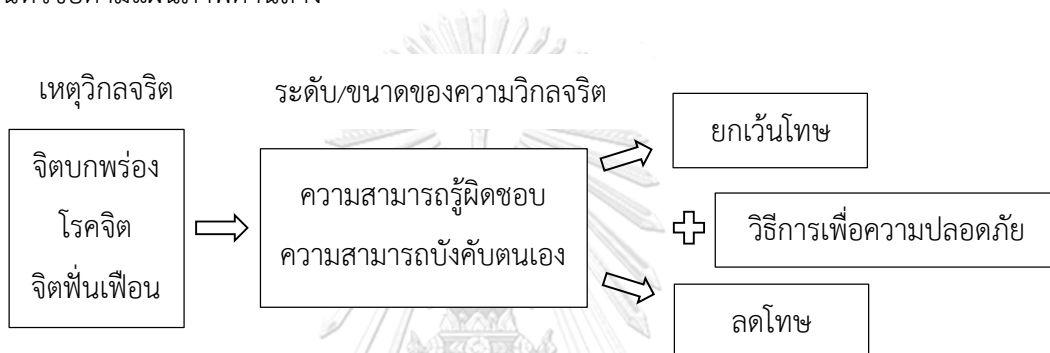 เหตุวิกลจริต
ระดับ/ขนาดของความวิกลจริต
จิตบกพร่อง
โรคจิต
จิตฟั่นเฟือน
ความสามารถรู้ผิดชอบ
ความสามารถบังคับตนเอง
ยกเว้นโทษ
วิธีการเพื่อความปลอดภัย
ลดโทษ